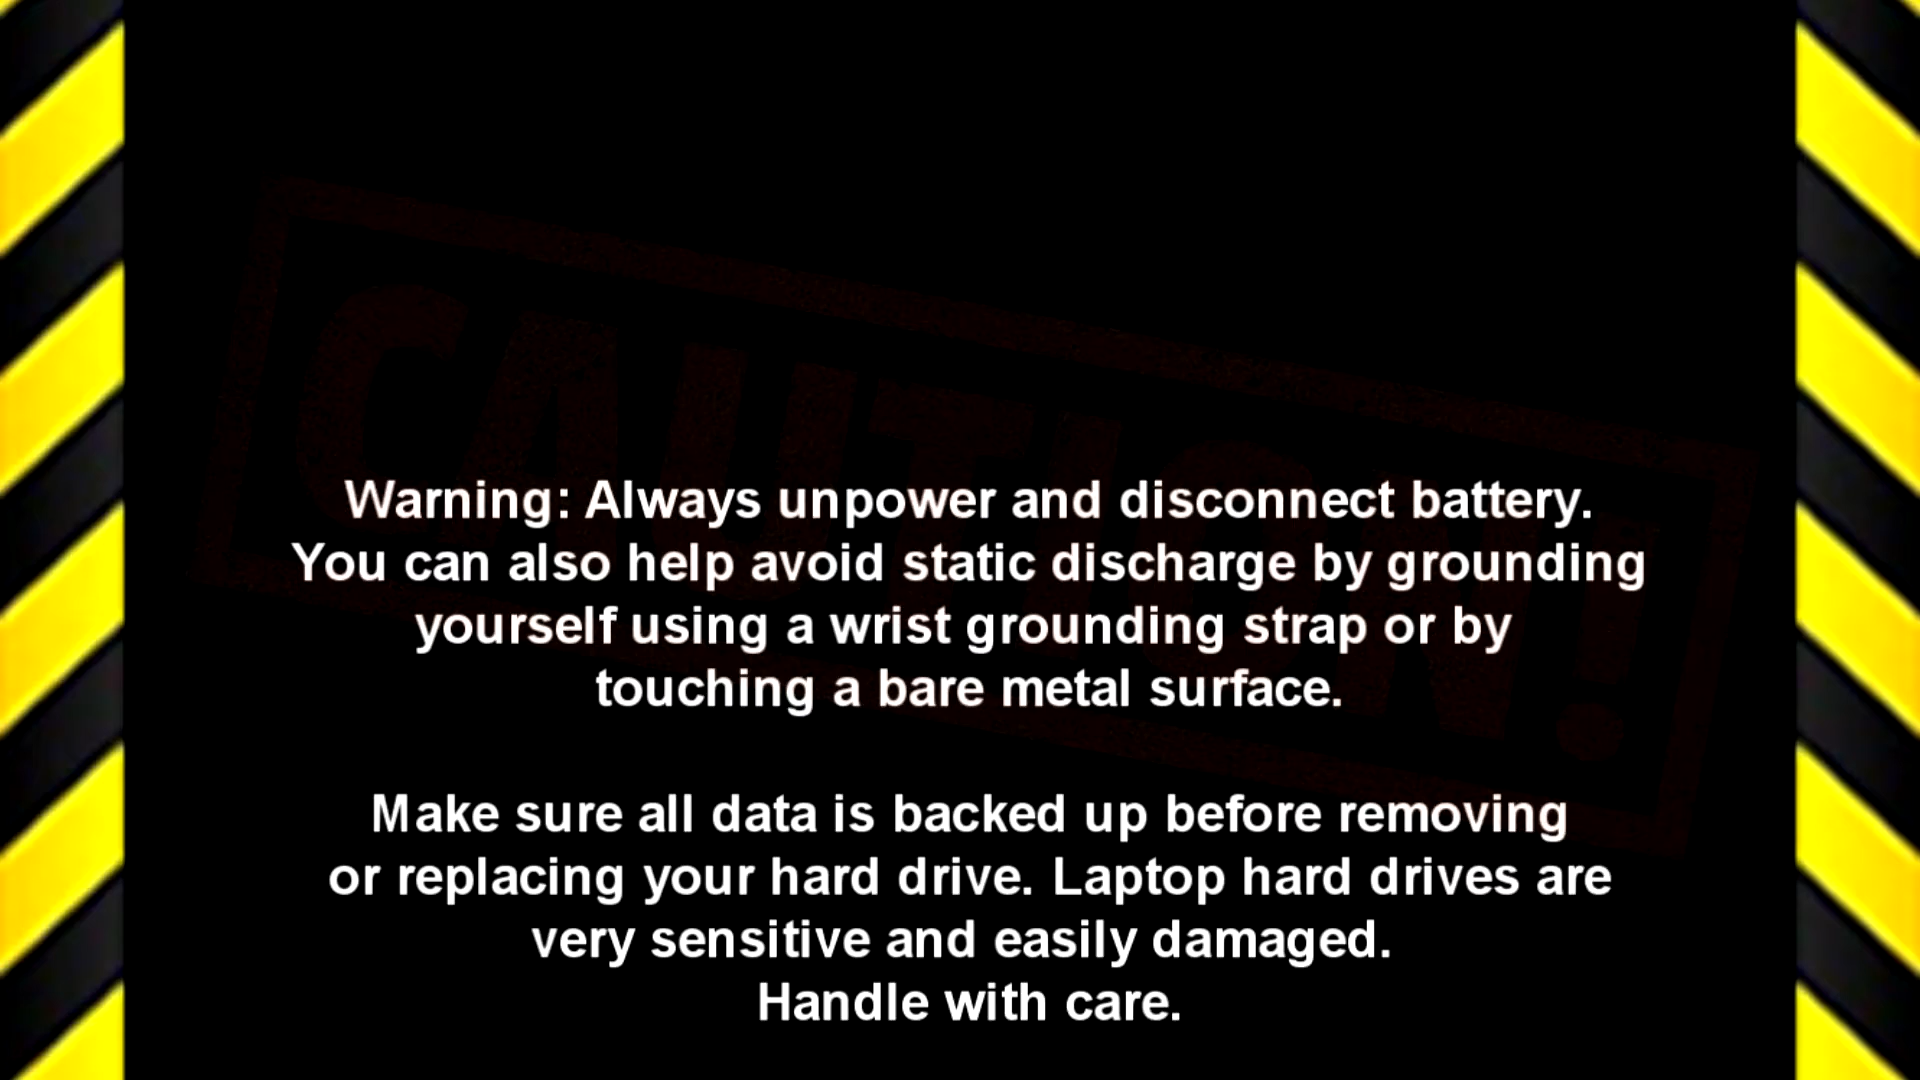 CAUTION!
Warning: Always unpower and disconnect battery.
You can also help avoid static discharge by grounding
yourself using a wrist grounding strap or by
touching a bare metal surface.
Make sure all data is backed up before removing
or replacing your hard drive. Laptop hard drives are
very sensitive and easily damaged.
Handle with care.